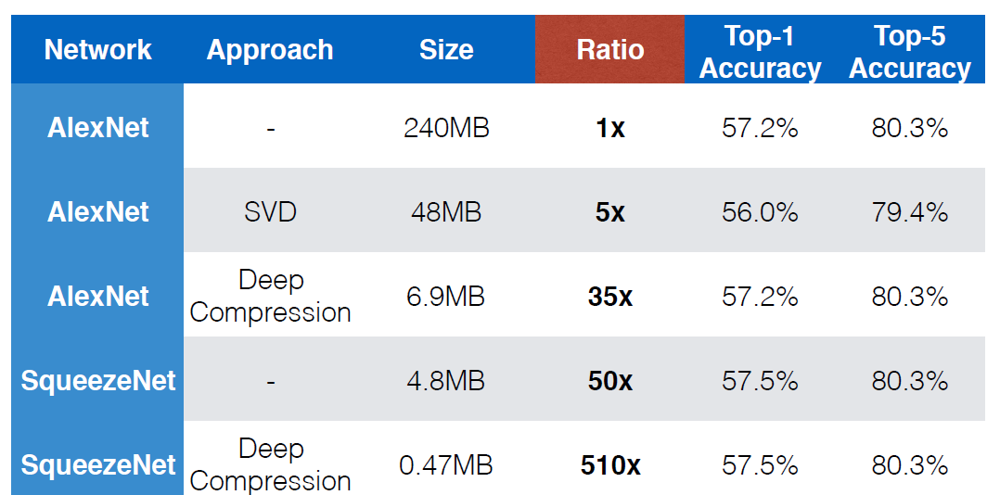 Network Approach Size Ratio Top-1 Accuracy Top-5 Accuracy
AlexNet - 240MB 1x 57.2% 80.3%
AlexNet SVD 48MB 5x 56.0% 79.4%
AlexNet Deep Compression 6.9MB 35x 57.2% 80.3%
SqueezeNet - 4.8MB 50x 57.5% 80.3%
SqueezeNet Deep Compression 0.47MB 510x 57.5% 80.3%